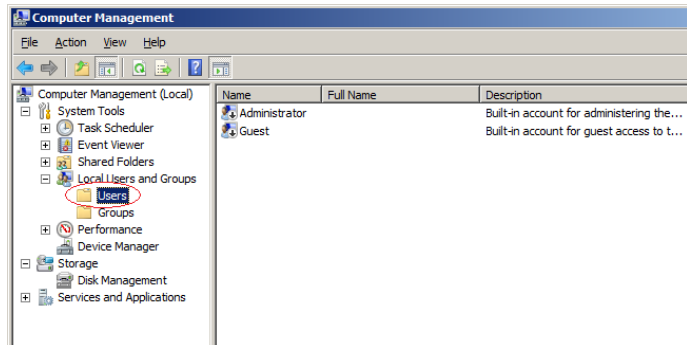 Computer Management
File Action View Help
Computer Management (Local)
System Tools
Task Scheduler
Event Viewer
Shared Folders
Local Users and Groups
Users
Groups
Performance
Device Manager
Storage
Disk Management
Services and Applications
Name Full Name Description
Administrator Built-in account for administering the...
Guest Built-in account for guest access to t...